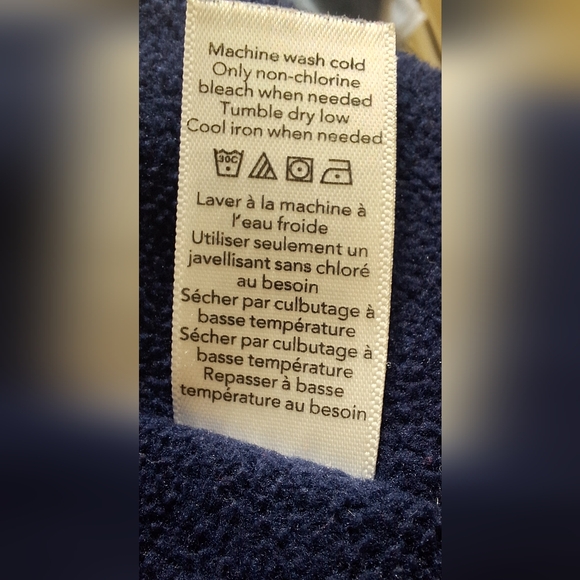 Machine wash cold
Only non-chlorine
bleach when needed
Tumble dry low
Cool iron when needed
30C
Laver à la machine à
l'eau froide
Utiliser seulement un
javellisant sans chloré
au besoin
Sécher par culbutage à
basse température
Sécher par culbutage à
basse température
Repasser à basse
température au besoin